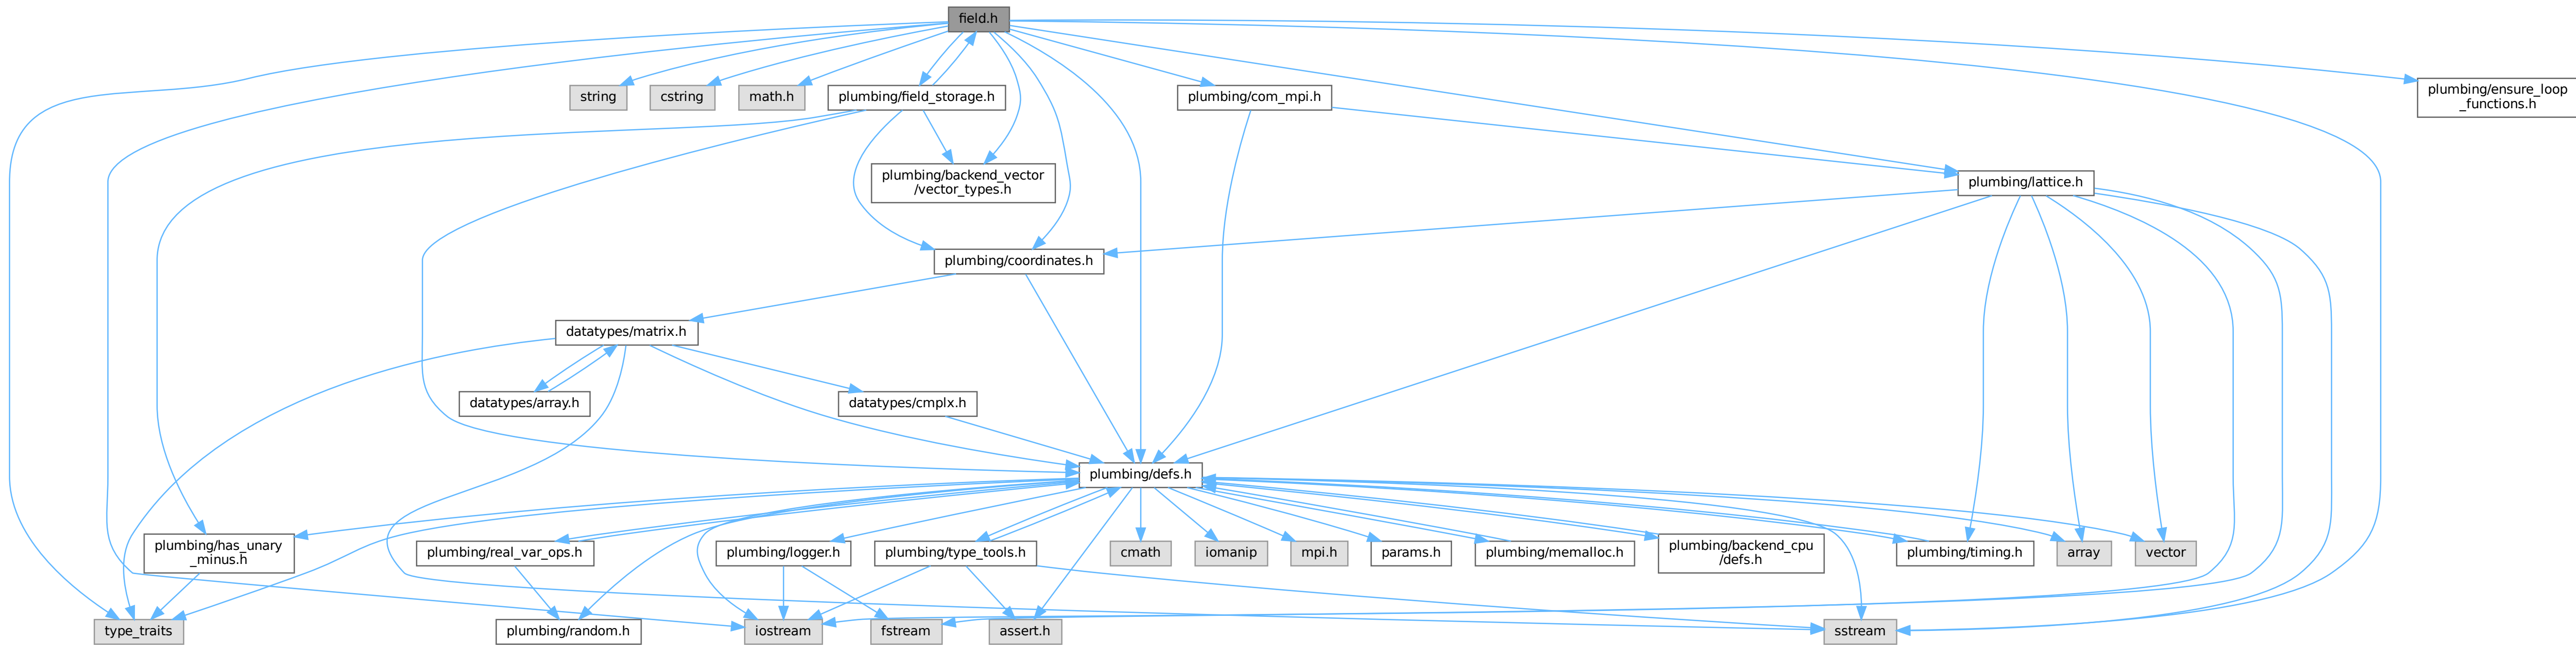 field.h
string
cstring
math.h
plumbing/field_storage.h
plumbing/com_mpi.h
plumbing/ensure_loop
_functions.h
plumbing/backend_vector
/vector_types.h
plumbing/lattice.h
plumbing/coordinates.h
datatypes/matrix.h
datatypes/array.h
datatypes/cmplx.h
plumbing/defs.h
plumbing/has_unary
_minus.h
plumbing/real_var_ops.h
plumbing/logger.h
plumbing/type_tools.h
cmath
iomanip
mpi.h
params.h
plumbing/memalloc.h
plumbing/backend_cpu
/defs.h
plumbing/timing.h
array
vector
type_traits
plumbing/random.h
iostream
fstream
assert.h
sstream